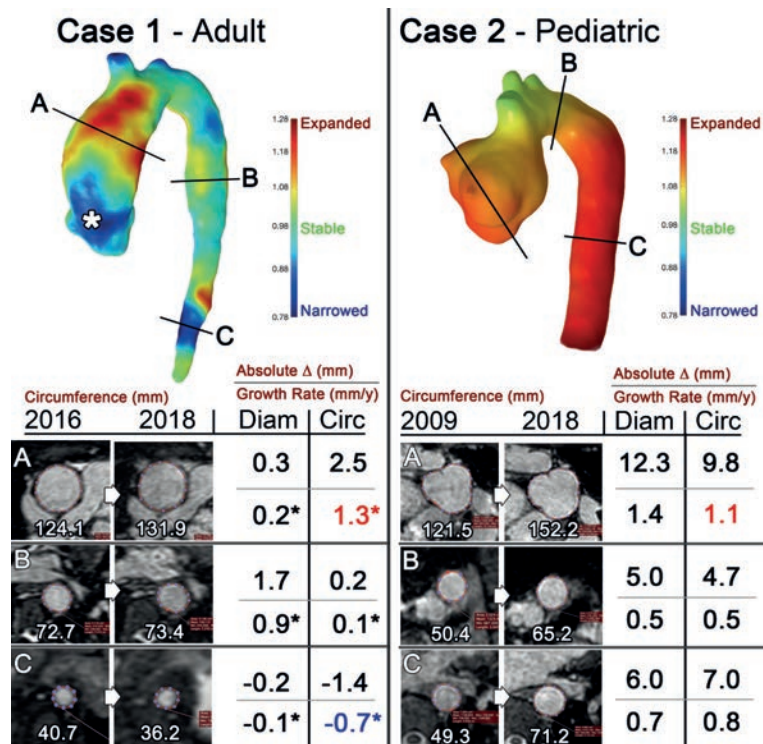 Case 1 - Adult
A
B
C
*
1.28 Expanded
1.18
1.08
0.98 Stable
0.88
0.78 Narrowed
Absolute Δ (mm)
Circumference (mm) Growth Rate (mm/y)
2016 2018 Diam Circ
A 124.1 131.9 0.3 2.5
0.2* 1.3*
B 72.7 73.4 1.7 0.2
0.9* 0.1*
C 40.7 36.2 -0.2 -1.4
-0.1* -0.7*
Case 2 - Pediatric
A
B
C
1.28 Expanded
1.18
1.08
0.98 Stable
0.88
0.78 Narrowed
Absolute Δ (mm)
Circumference (mm) Growth Rate (mm/y)
2009 2018 Diam Circ
A 121.5 152.2 12.3 9.8
1.4 1.1
B 50.4 65.2 5.0 4.7
0.5 0.5
C 49.3 71.2 6.0 7.0
0.7 0.8